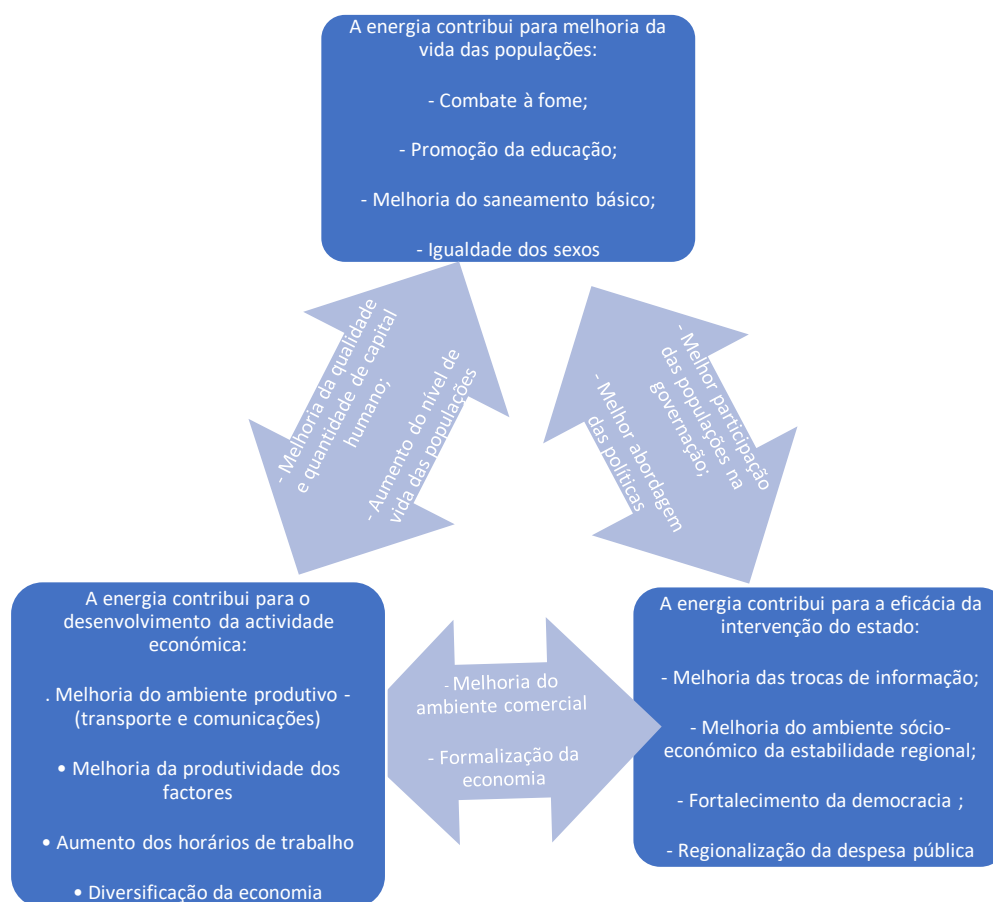 A energia contribui para melhoria da
vida das populações:
- Combate à fome;
- Promoção da educação;
- Melhoria do saneamento básico;
- Igualdade dos sexos
- Melhoria da qualidade
e quantidade de capital
humano;
- Aumento do nível de
vida das populações
- Melhor participação
das populações na
governação;
- Melhor abordagem
das políticas
A energia contribui para o
desenvolvimento da actividade
económica:
. Melhoria do ambiente produtivo -
(transporte e comunicações)
• Melhoria da produtividade dos
factores
• Aumento dos horários de trabalho
• Diversificação da economia
- Melhoria do
ambiente comercial
- Formalização da
economia
A energia contribui para a eficácia da
intervenção do estado:
- Melhoria das trocas de informação;
- Melhoria do ambiente sócio-
económico da estabilidade regional;
- Fortalecimento da democracia ;
- Regionalização da despesa pública